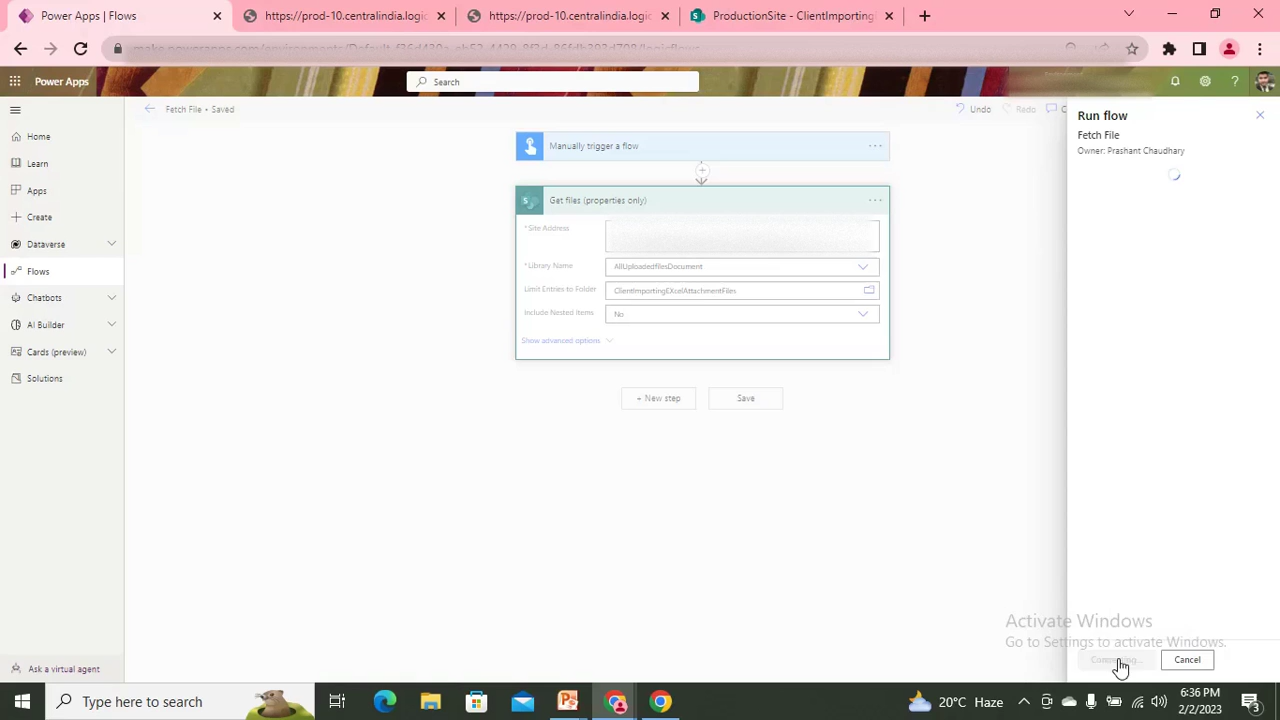 Power Apps | Flows
https://prod-10.centralindia.logic
https://prod-10.centralindia.logic
ProductionSite - ClientImporting
Power Apps
Search
Fetch File • Saved
Undo
Redo
Run flow
Fetch File
Owner: Prashant Chaudhary
Home
Learn
Apps
Create
Dataverse
Flows
Chatbots
AI Builder
Cards (preview)
Solutions
Ask a virtual agent
Manually trigger a flow
Get files (properties only)
*Site Address
*Library Name
AllUploadedfilesDocument
Limit Entries to Folder
ClientImportingEXcelAttachmentFiles
Include Nested Items
No
Show advanced options
+ New step
Save
Activate Windows
Go to Settings to activate Windows.
Cancel
Type here to search
20°C Haze
6:36 PM
2/2/2023
3